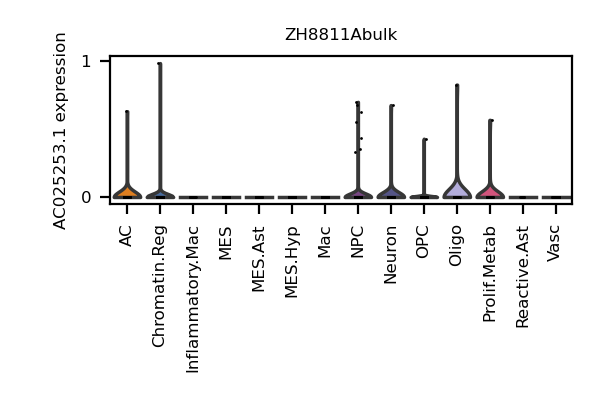 ZH8811Abulk
AC025253.1 expression
1
0
AC
Chromatin.Reg
Inflammatory.Mac
MES
MES.Ast
MES.Hyp
Mac
NPC
Neuron
OPC
Oligo
Prolif.Metab
Reactive.Ast
Vasc